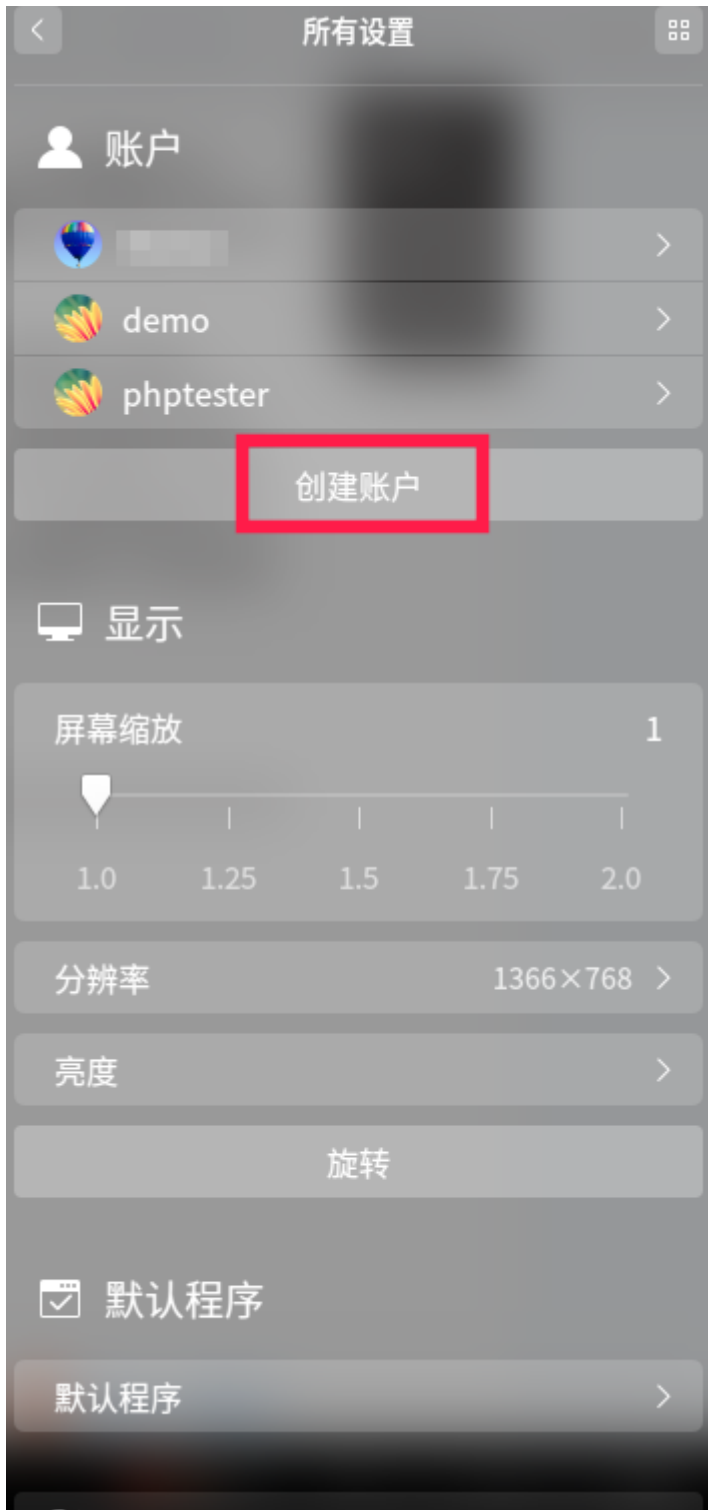 所有设置
账户
demo
phptester
创建账户
显示
屏幕缩放 1
1.0 1.25 1.5 1.75 2.0
分辨率 1366×768
亮度
旋转
默认程序
默认程序